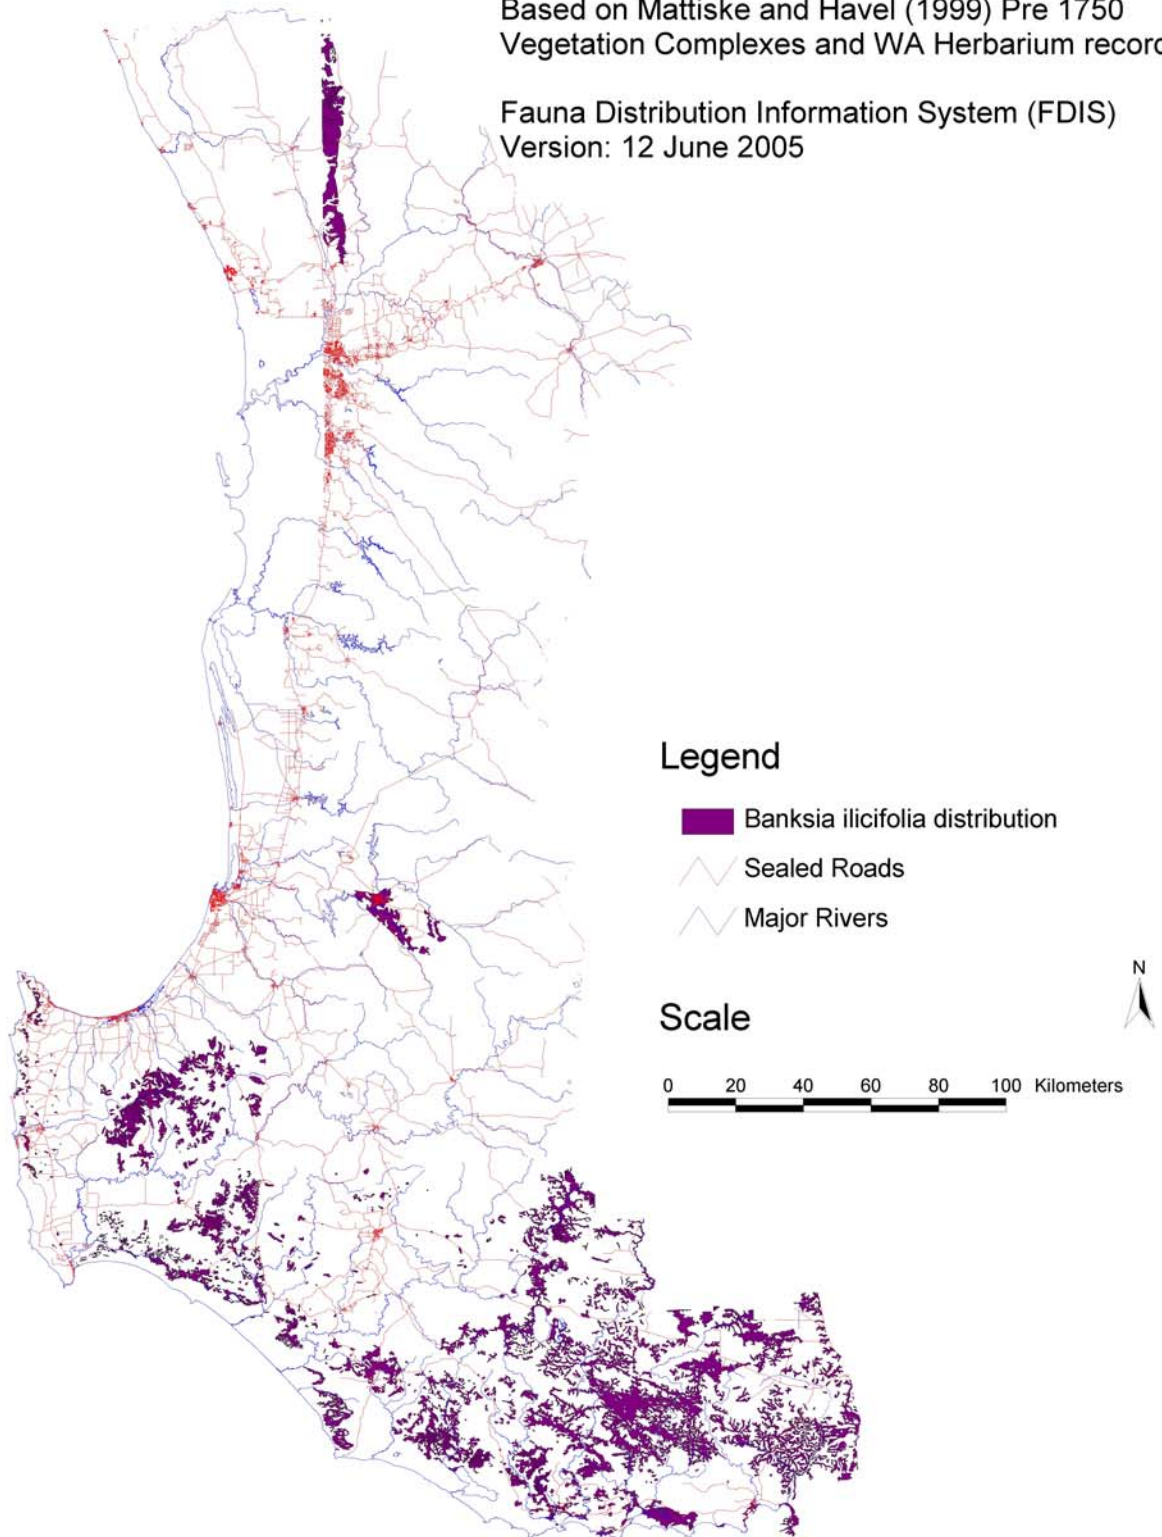 Based on Mattiske and Havel (1999) Pre 1750
Vegetation Complexes and WA Herbarium
Fauna Distribution Information System (FDIS)
Version: 12 June 2005
Legend
Banksia ilicifolia distribution
Sealed Roads
Major Rivers
N
Scale
0 20 40 60 80 100 Kilometers